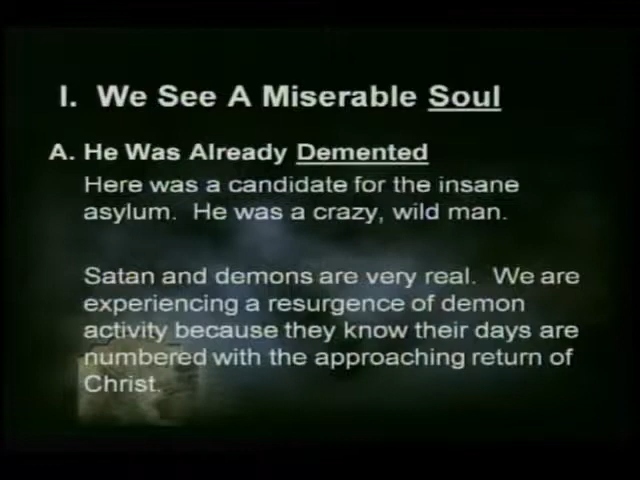 I. We See A Miserable Soul
A. He Was Already Demented
Here was a candidate for the insane
asylum. He was a crazy, wild man.
Satan and demons are very real. We are
experiencing a resurgence of demon
activity because they know their days are
numbered with the approaching return of
Christ.